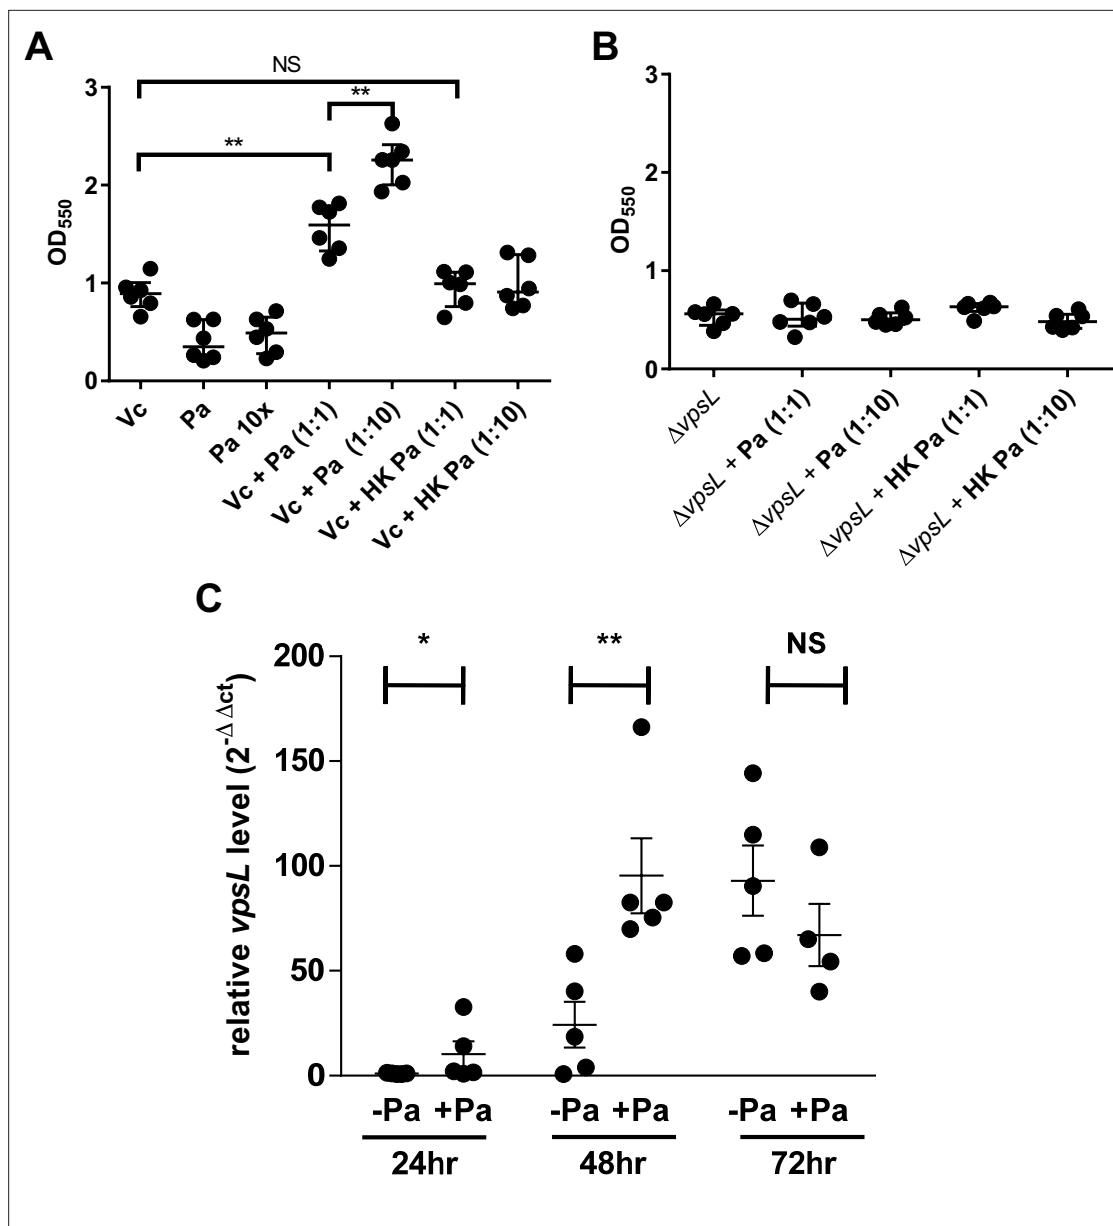 A
NS
**
**
3
2
1
0
OD550
Vc
Pa
Pa 10x
Vc + Pa (1:1)
Vc + Pa (1:10)
Vc + HK Pa (1:1)
Vc + HK Pa (1:10)
B
3
2
1
0
OD550
ΔvpsL
ΔvpsL + Pa (1:1)
ΔvpsL + Pa (1:10)
ΔvpsL + HK Pa (1:1)
ΔvpsL + HK Pa (1:10)
C
* ** NS
200
150
100
50
0
relative vpsL level (2^-Δ Δct)
-Pa +Pa -Pa +Pa -Pa +Pa
24hr 48hr 72hr